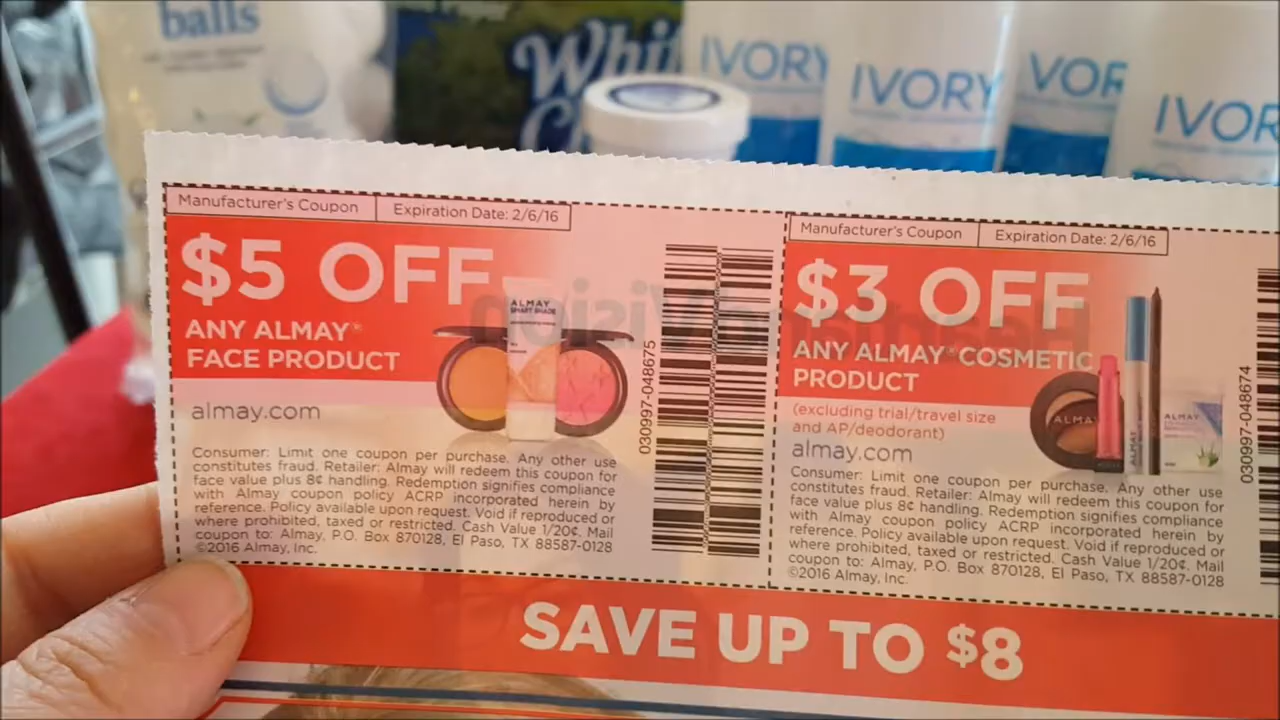 balls
IVORY
IVORY
VOR
IVOR
Manufacturer's Coupon
Expiration Date: 2/6/16
$5 OFF
ANY ALMAY®
FACE PRODUCT
almay.com
ALMAY
SMART SHADE
030997-048675
Consumer: Limit one coupon per purchase. Any other use
constitutes fraud. Retailer: Almay will redeem this coupon for
face value plus 8¢ handling. Redemption signifies compliance
with Almay coupon policy ACRP incorporated herein by
reference. Policy available upon request. Void if reproduced or
where prohibited, taxed or restricted. Cash Value 1/20¢. Mail
coupon to: Almay, P.O. Box 870128, El Paso, TX 88587-0128
©2016 Almay, Inc.
Manufacturer's Coupon
Expiration Date: 2/6/16
$3 OFF
ANY ALMAY® COSMETIC
PRODUCT
(excluding trial/travel size
and AP/deodorant)
almay.com
ALMAY
ALMAY
ALMAY
030997-048674
Consumer: Limit one coupon per purchase. Any other use
constitutes fraud. Retailer: Almay will redeem this coupon for
face value plus 8¢ handling. Redemption signifies compliance
with Almay coupon policy ACRP incorporated herein by
reference. Policy available upon request. Void if reproduced or
where prohibited, taxed or restricted. Cash Value 1/20¢. Mail
coupon to: Almay, P.O. Box 870128, El Paso, TX 88587-0128
©2016 Almay, Inc.
SAVE UP TO $8